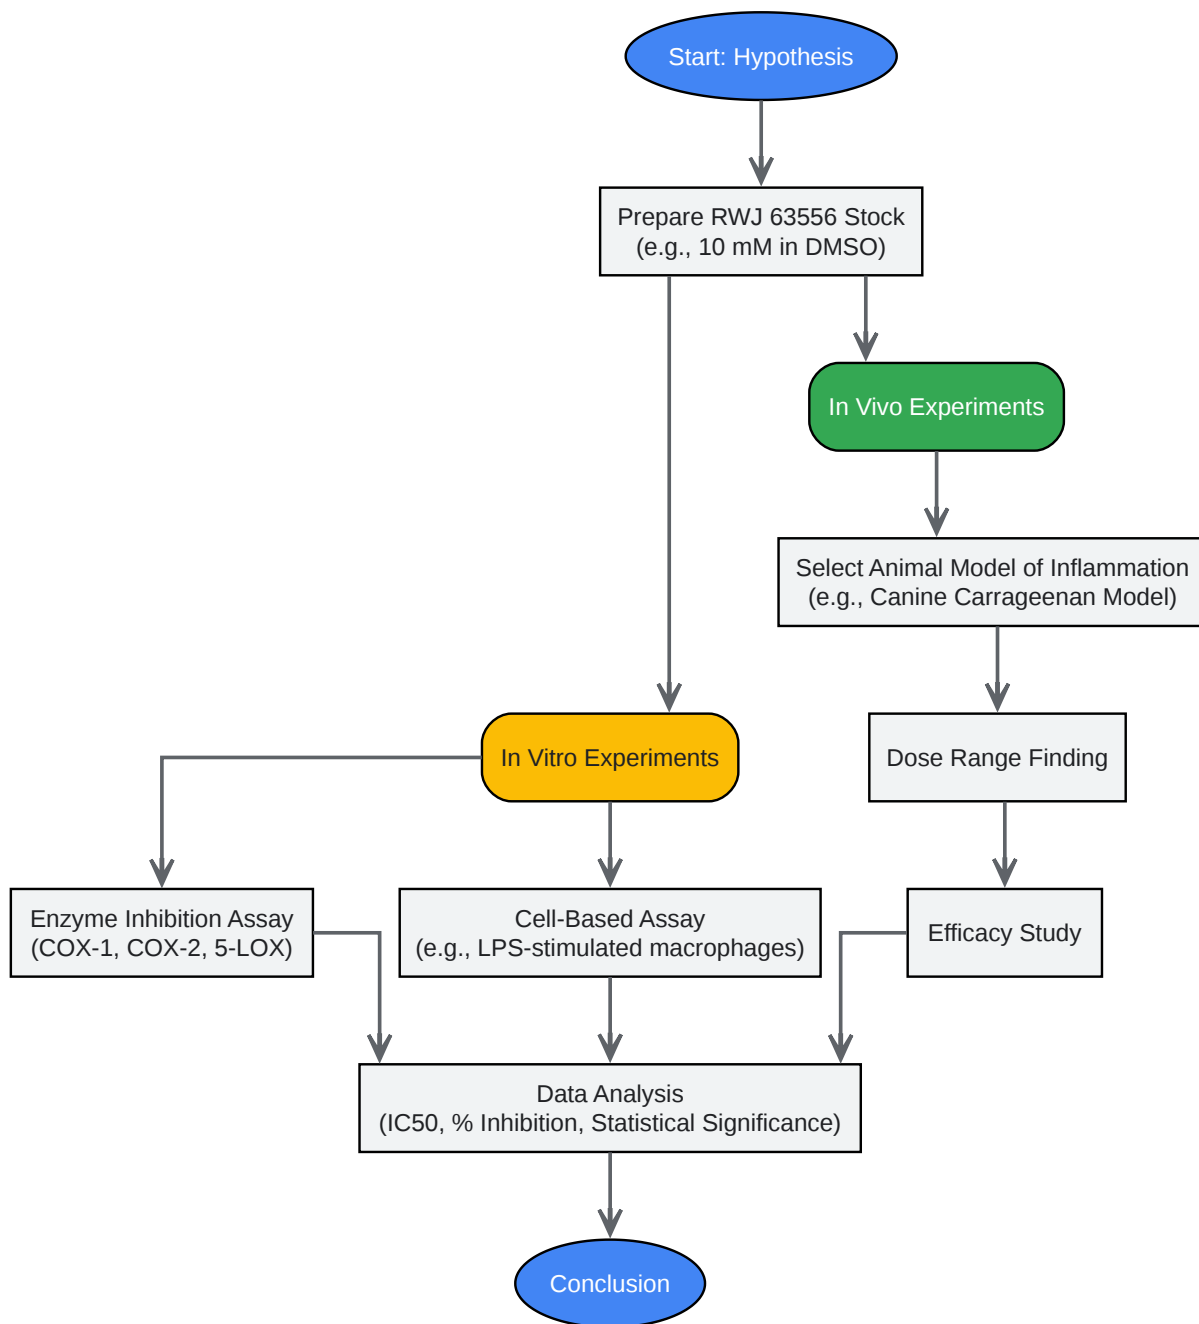 Start: Hypothesis
Prepare RWJ 63556 Stock
(e.g., 10 mM in DMSO)
In Vivo Experiments
Select Animal Model of Inflammation
(e.g., Canine Carrageenan Model)
In Vitro Experiments
Dose Range Finding
Enzyme Inhibition Assay
(COX-1, COX-2, 5-LOX)
Cell-Based Assay
(e.g., LPS-stimulated macrophages)
Efficacy Study
Data Analysis
(IC50, % Inhibition, Statistical Significance)
Conclusion